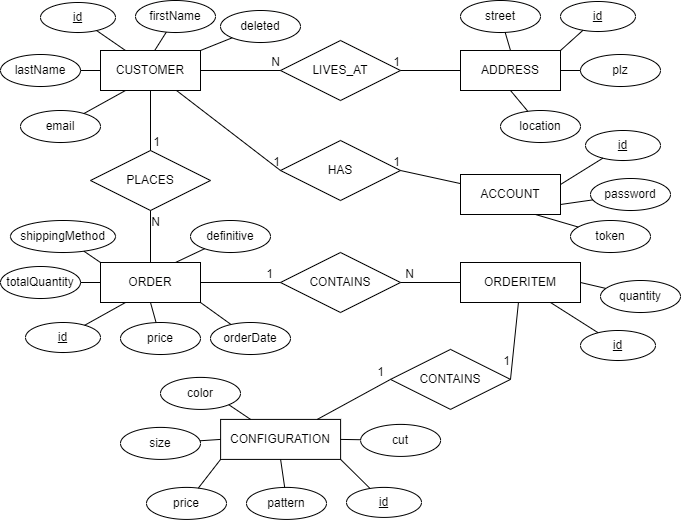 id
firstName
deleted
street
id
lastName
CUSTOMER
N
LIVES_AT
1
ADDRESS
plz
email
location
1
1
HAS
1
id
PLACES
ACCOUNT
password
N
shippingMethod
definitive
token
totalQuantity
ORDER
1
CONTAINS
N
ORDERITEM
quantity
id
price
orderDate
id
1
CONTAINS
1
color
size
CONFIGURATION
cut
price
pattern
id